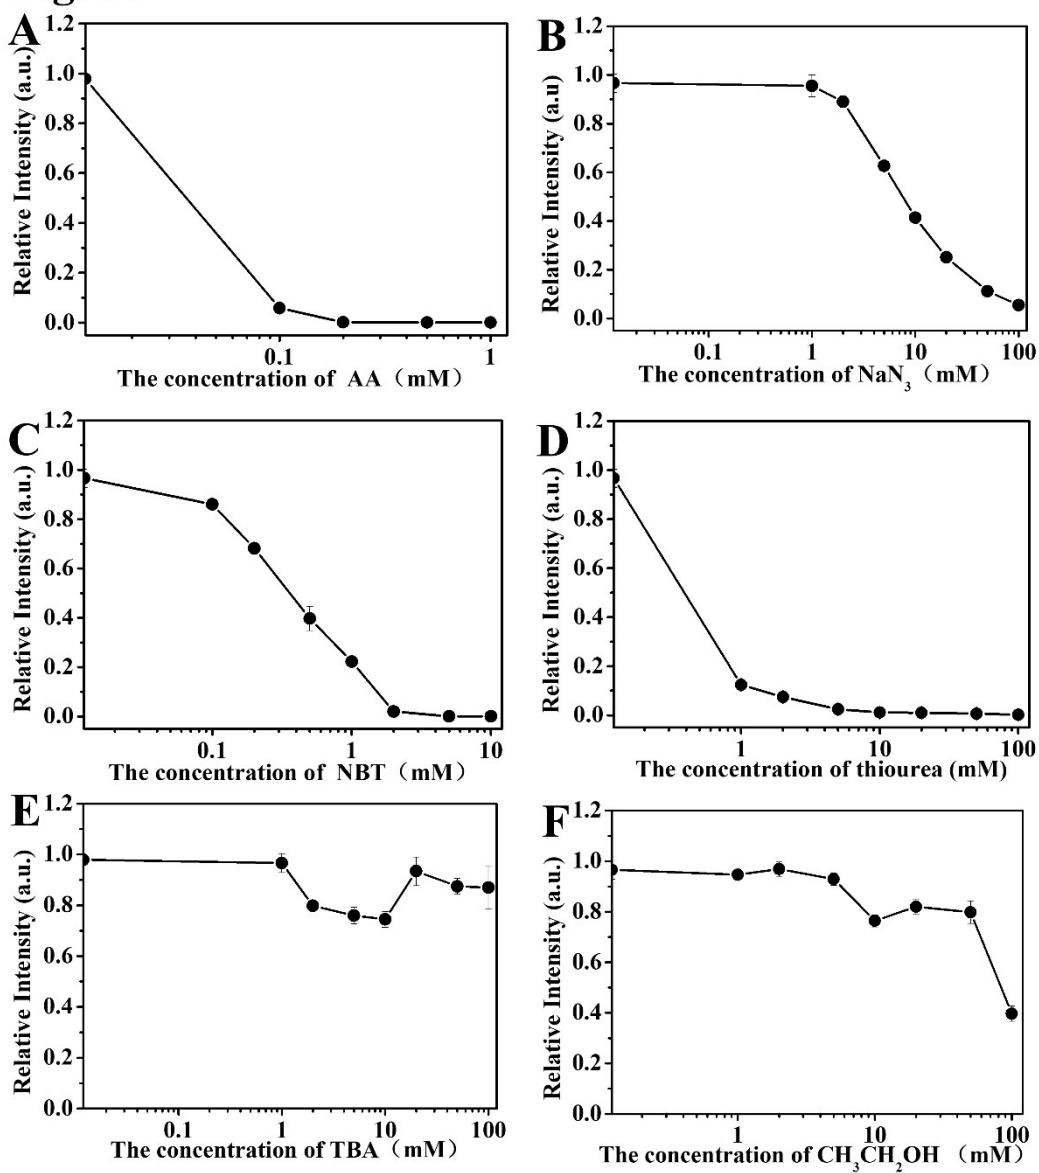 A
Relative Intensity (a.u.)
1.2
1.0
0.8
0.6
0.4
0.2
0.0
0.1 1
The concentration of AA（mM）
B
Relative Intensity (a.u)
1.2
1.0
0.8
0.6
0.4
0.2
0.0
0.1 1 10 100
The concentration of NaN3（mM）
C
Relative Intensity (a.u.)
1.2
1.0
0.8
0.6
0.4
0.2
0.0
0.1 1 10
The concentration of NBT（mM）
D
Relative Intensity (a.u.)
1.2
1.0
0.8
0.6
0.4
0.2
0.0
1 10 100
The concentration of thiourea (mM)
E
Relative Intensity (a.u.)
1.2
1.0
0.8
0.6
0.4
0.2
0.0
0.1 1 10 100
The concentration of TBA（mM）
F
Relative Intensity (a.u.)
1.2
1.0
0.8
0.6
0.4
0.2
0.0
1 10 100
The concentration of CH3CH2OH （mM）